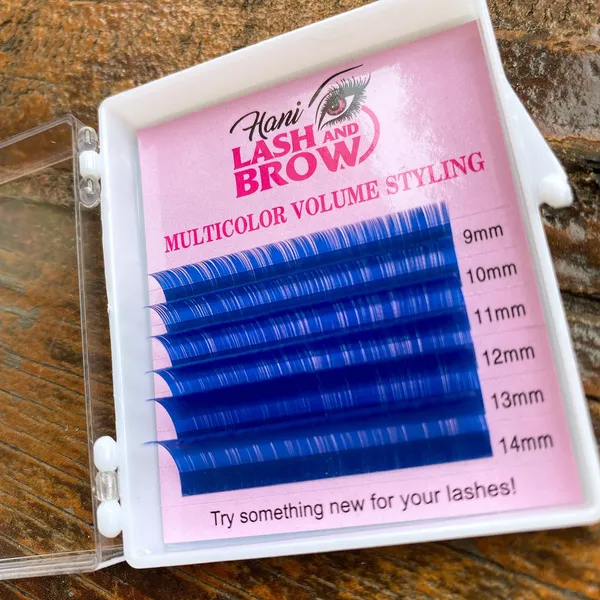 Hani
LASH AND
BROW
MULTICOLOR VOLUME STYLING
9mm
10mm
11mm
12mm
13mm
14mm
Try something new for your lashes!